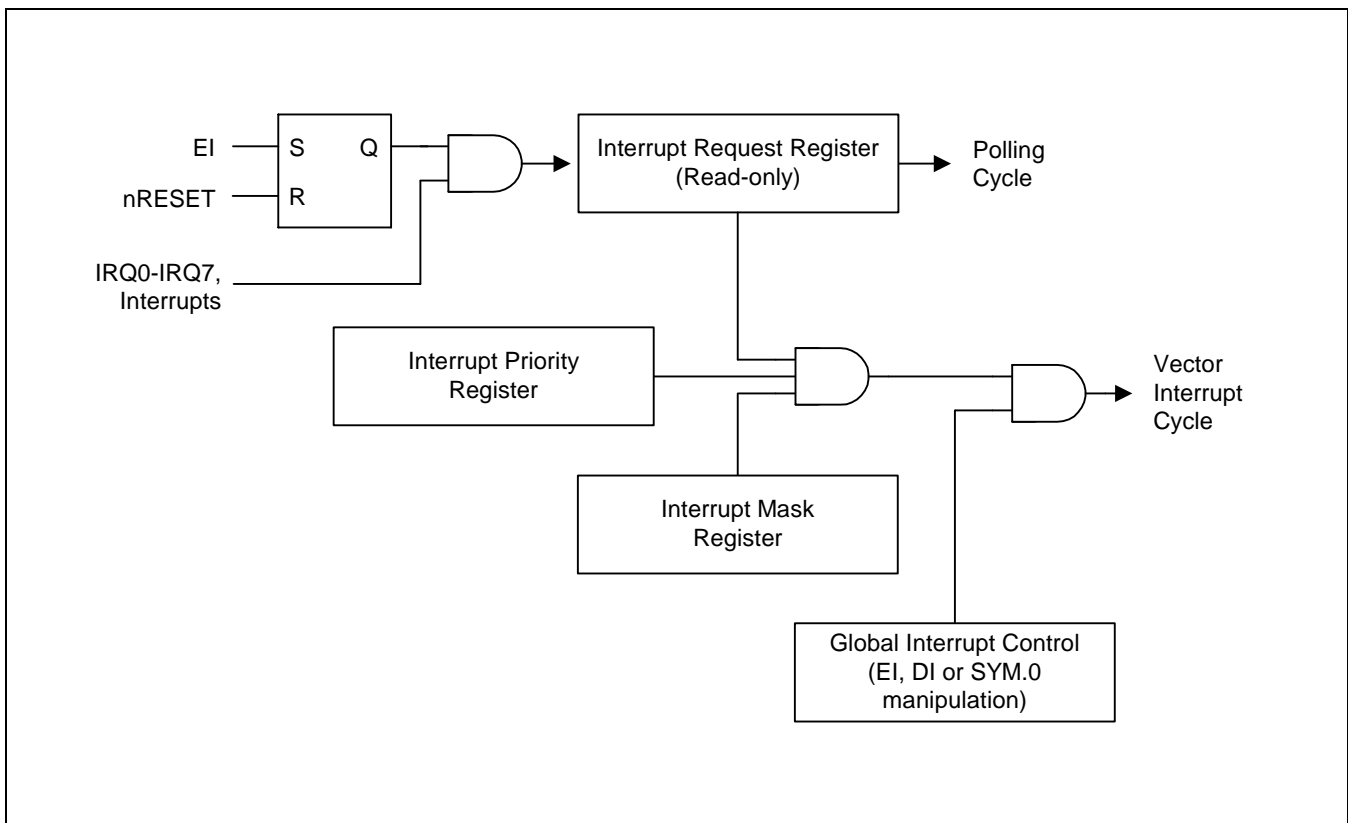 EI
S
Q
nRESET
R
IRQ0-IRQ7,
Interrupts
Interrupt Request Register
(Read-only)
Polling
Cycle
Interrupt Priority
Register
Vector
Interrupt
Cycle
Interrupt Mask
Register
Global Interrupt Control
(EI, DI or SYM.0
manipulation)